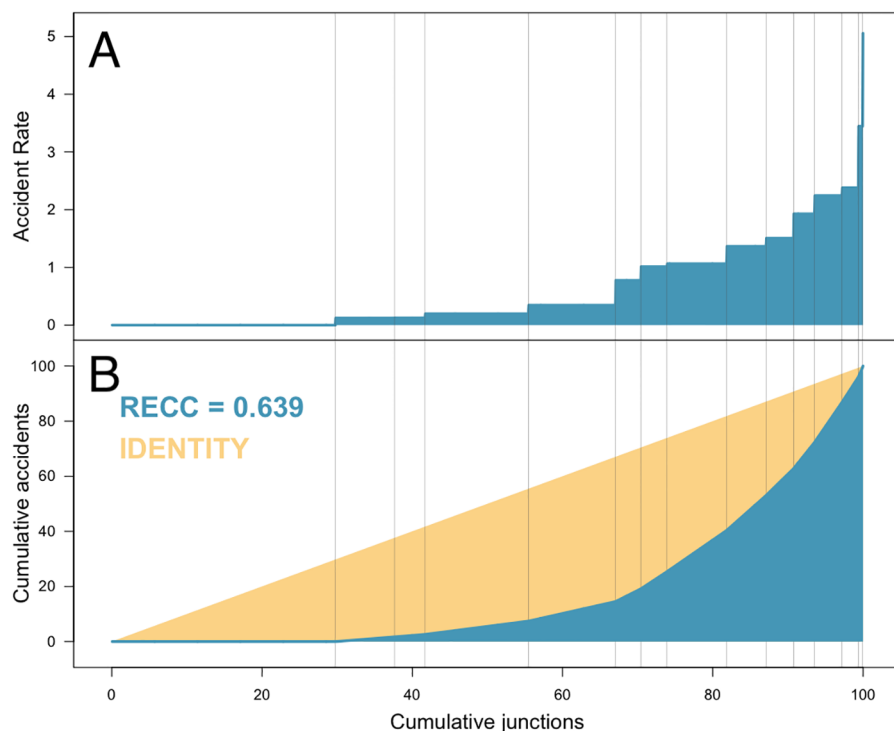 A
Accident Rate
5
4
3
2
1
0
B
RECC = 0.639
IDENTITY
Cumulative accidents
100
80
60
40
20
0
0 20 40 60 80 100
Cumulative junctions